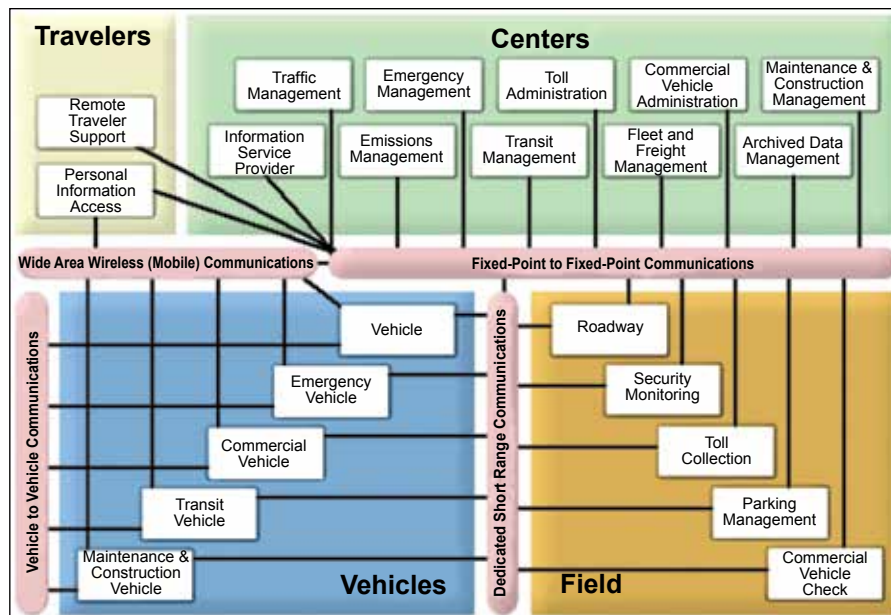 Travelers
Centers
Traffic
Management
Emergency
Management
Toll
Administration
Commercial
Vehicle
Administration
Maintenance &
Construction
Management
Remote
Traveler
Support
Information
Service
Provider
Emissions
Management
Transit
Management
Fleet and
Freight
Management
Archived Data
Management
Personal
Information
Access
Wide Area Wireless (Mobile) Communications
Fixed-Point to Fixed-Point Communications
Vehicle to Vehicle Communications
Vehicle
Emergency
Vehicle
Commercial
Vehicle
Transit
Vehicle
Maintenance &
Construction
Vehicle
Vehicles
Dedicated Short Range Communications
Roadway
Security
Monitoring
Toll
Collection
Parking
Management
Commercial
Vehicle
Check
Field